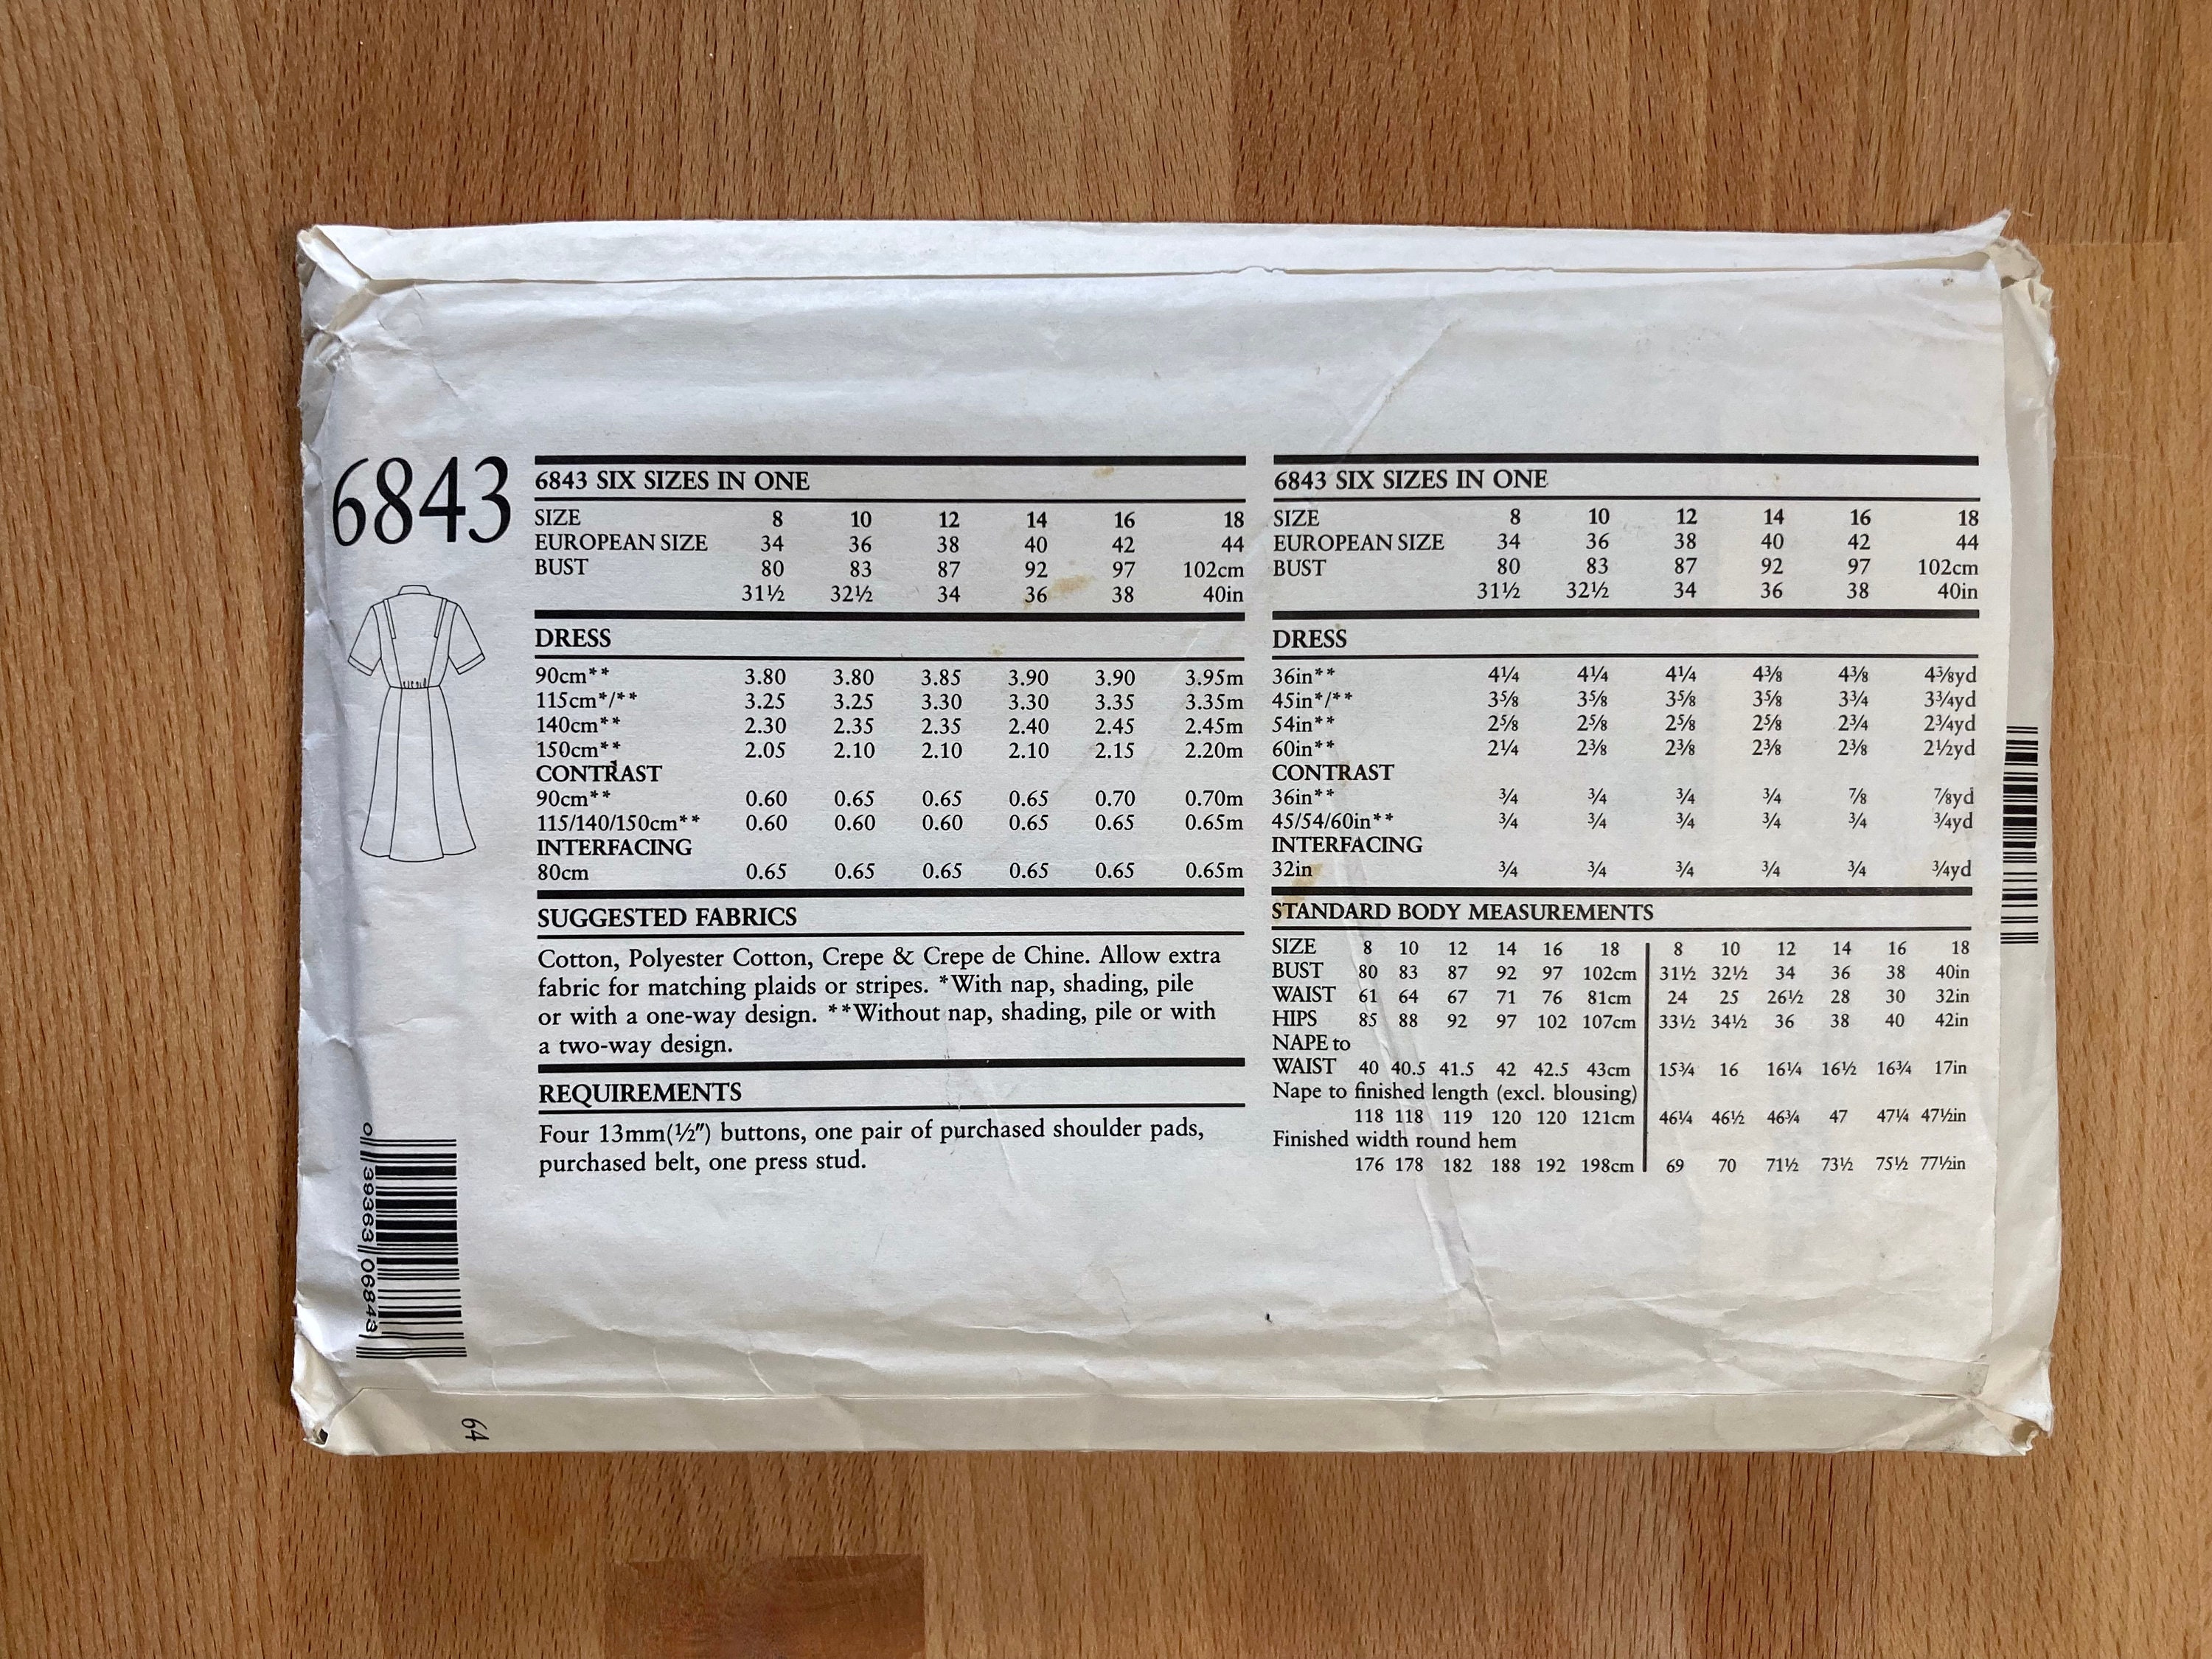 6843
6843 SIX SIZES IN ONE
SIZE 8 10 12 14 16 18
EUROPEAN SIZE 34 36 38 40 42 44
BUST 80 83 87 92 97 102cm
31½ 32½ 34 36 38 40in
DRESS
90cm** 3.80 3.80 3.85 3.90 3.90 3.95m
115cm*/** 3.25 3.25 3.30 3.30 3.35 3.35m
140cm** 2.30 2.35 2.35 2.40 2.45 2.45m
150cm** 2.05 2.10 2.10 2.10 2.15 2.20m
CONTRAST
90cm** 0.60 0.65 0.65 0.65 0.70 0.70m
115/140/150cm** 0.60 0.60 0.60 0.65 0.65 0.65m
INTERFACING
80cm 0.65 0.65 0.65 0.65 0.65 0.65m
SUGGESTED FABRICS
Cotton, Polyester Cotton, Crepe & Crepe de Chine. Allow extra
fabric for matching plaids or stripes. *With nap, shading, pile
or with a one-way design. **Without nap, shading, pile or with
a two-way design.
REQUIREMENTS
Four 13mm(½") buttons, one pair of purchased shoulder pads,
purchased belt, one press stud.
6843 SIX SIZES IN ONE
SIZE 8 10 12 14 16 18
EUROPEAN SIZE 34 36 38 40 42 44
BUST 80 83 87 92 97 102cm
31½ 32½ 34 36 38 40in
DRESS
36in** 4¼ 4¼ 4¼ 4⅜ 4⅜ 4⅜yd
45in*/** 3⅝ 3⅝ 3⅝ 3⅝ 3¾ 3¾yd
54in** 2⅝ 2⅝ 2⅝ 2⅝ 2¾ 2¾yd
60in** 2¼ 2⅜ 2⅜ 2⅜ 2⅜ 2½yd
CONTRAST
36in** ¾ ¾ ¾ ¾ ⅞ ⅞yd
45/54/60in** ¾ ¾ ¾ ¾ ¾ ¾yd
INTERFACING
32in ¾ ¾ ¾ ¾ ¾ ¾yd
STANDARD BODY MEASUREMENTS
SIZE 8 10 12 14 16 18 8 10 12 14 16 18
BUST 80 83 87 92 97 102cm 31½ 32½ 34 36 38 40in
WAIST 61 64 67 71 76 81cm 24 25 26½ 28 30 32in
HIPS 85 88 92 97 102 107cm 33½ 34½ 36 38 40 42in
NAPE to
WAIST 40 40.5 41.5 42 42.5 43cm 15¾ 16 16¼ 16½ 16¾ 17in
Nape to finished length (excl. blousing)
118 118 119 120 120 121cm 46¼ 46½ 46¾ 47 47¼ 47½in
Finished width round hem
176 178 182 188 192 198cm 69 70 71½ 73½ 75½ 77½in
0 39363 06843
64